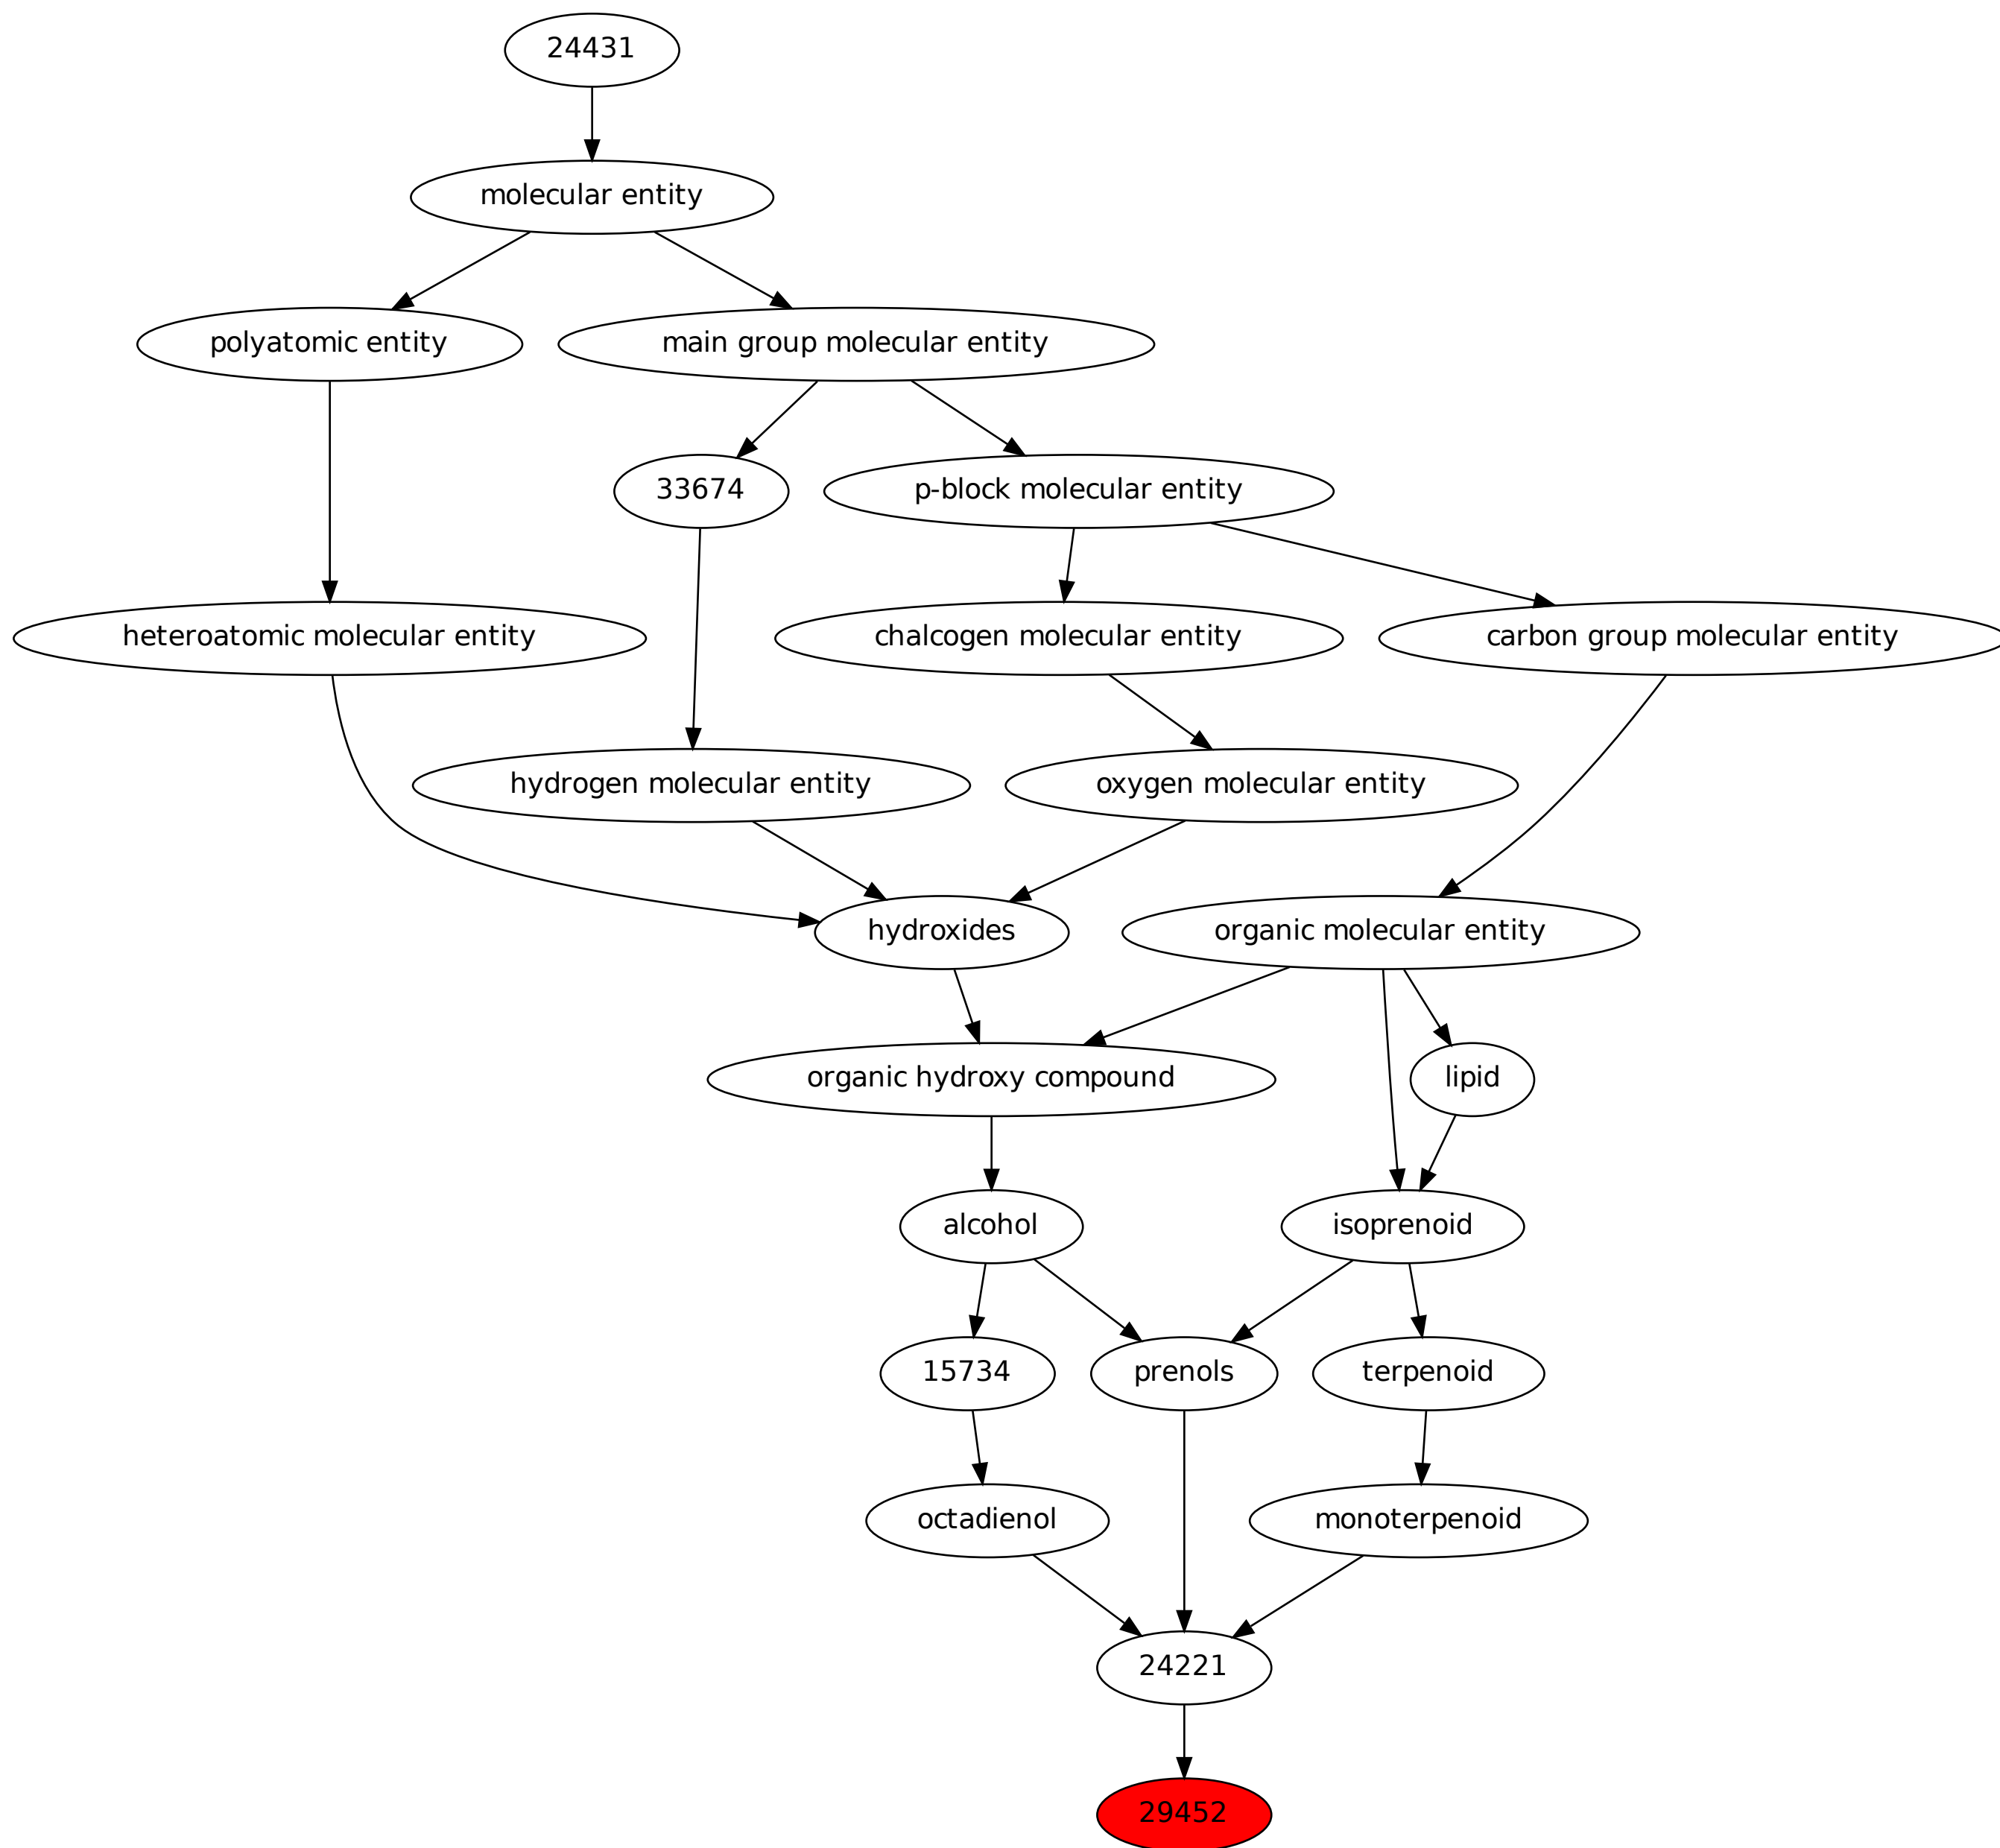 24431
molecular entity
polyatomic entity
main group molecular entity
33674
p-block molecular entity
heteroatomic molecular entity
chalcogen molecular entity
carbon group molecular entity
hydrogen molecular entity
oxygen molecular entity
hydroxides
organic molecular entity
organic hydroxy compound
lipid
alcohol
isoprenoid
15734
prenols
terpenoid
octadienol
monoterpenoid
24221
29452